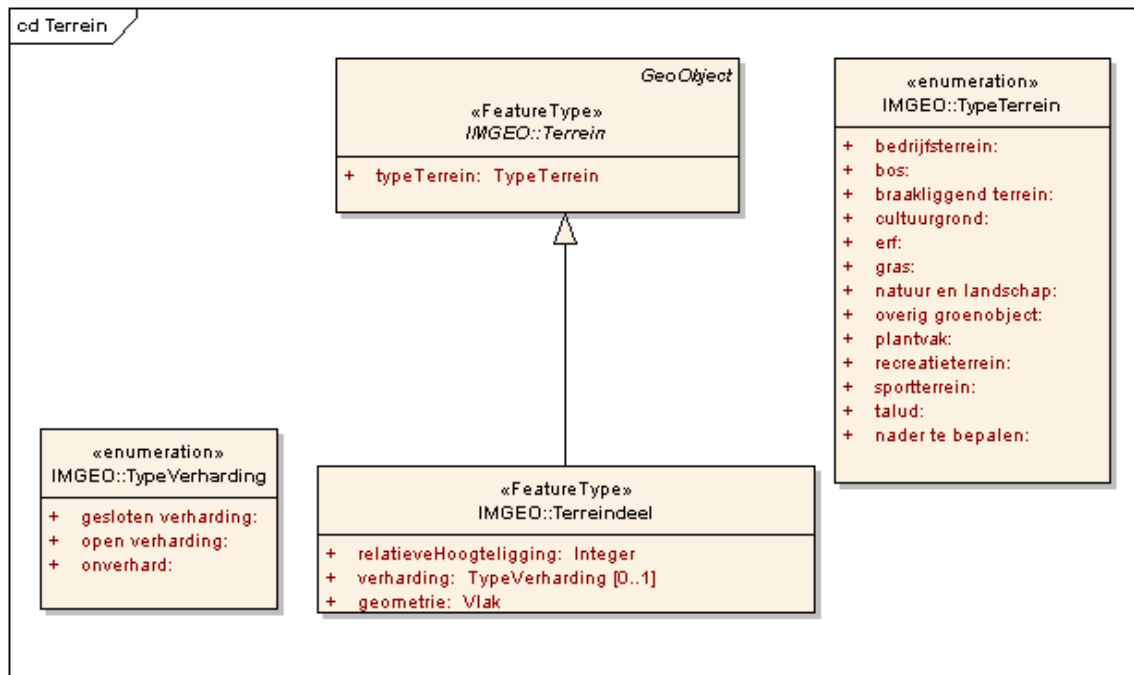 cd Terrein
GeoObject
«FeatureType»
IMGEO::Terrein
+ typeTerrein: TypeTerrein
«enumeration»
IMGEO::TypeTerrein
+ bedrijfsterrein:
+ bos:
+ braakliggend terrein:
+ cultuurgrond:
+ erf:
+ gras:
+ natuur en landschap:
+ overig groenobject:
+ plantvak:
+ recreatieterrein:
+ sportterrein:
+ talud:
+ nader te bepalen:
«enumeration»
IMGEO::TypeVerharding
+ gesloten verharding:
+ open verharding:
+ onverhard:
«FeatureType»
IMGEO::Terreindeel
+ relatieveHoogteligging: Integer
+ verharding: TypeVerharding [0..1]
+ geometrie: Vlak